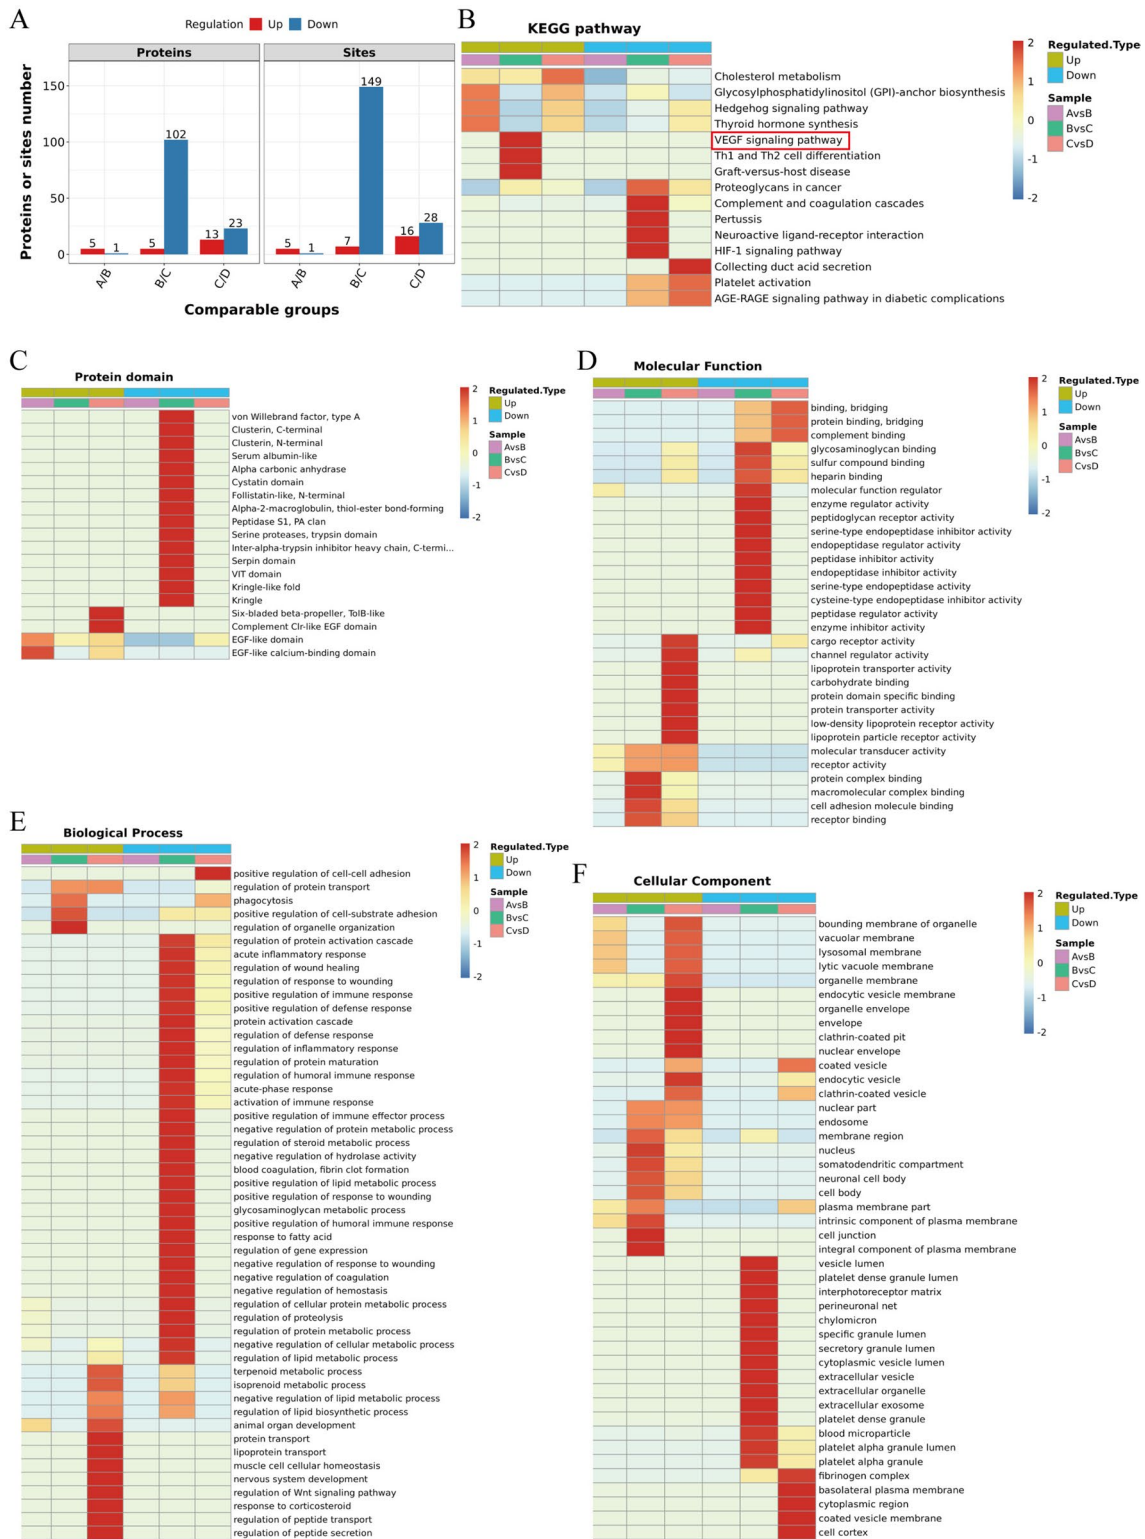 A
Regulation Up Down
Proteins
Sites
Proteins or sites number
150
100
50
0
5
1
5
102
13
23
5
1
7
149
16
28
A/B
B/C
C/D
A/B
B/C
C/D
Comparable groups
B
KEGG pathway
Cholesterol metabolism
Glycosylphosphatidylinositol (GPI)-anchor biosynthesis
Hedgehog signaling pathway
Thyroid hormone synthesis
VEGF signaling pathway
Th1 and Th2 cell differentiation
Graft-versus-host disease
Proteoglycans in cancer
Complement and coagulation cascades
Pertussis
Neuroactive ligand-receptor interaction
HIF-1 signaling pathway
Collecting duct acid secretion
Platelet activation
AGE-RAGE signaling pathway in diabetic complications
2
1
0
-1
-2
Regulated.Type
Up
Down
Sample
AvsB
BvsC
CvsD
C
Protein domain
von Willebrand factor, type A
Clusterin, C-terminal
Clusterin, N-terminal
Serum albumin-like
Alpha carbonic anhydrase
Cystatin domain
Follistatin-like, N-terminal
Alpha-2-macroglobulin, thiol-ester bond-forming
Peptidase S1, PA clan
Serine proteases, trypsin domain
Inter-alpha-trypsin inhibitor heavy chain, C-termi...
Serpin domain
VIT domain
Kringle-like fold
Kringle
Six-bladed beta-propeller, TolB-like
Complement Clr-like EGF domain
EGF-like domain
EGF-like calcium-binding domain
2
1
0
-1
-2
Regulated.Type
Up
Down
Sample
AvsB
BvsC
CvsD
D
Molecular Function
binding, bridging
protein binding, bridging
complement binding
glycosaminoglycan binding
sulfur compound binding
heparin binding
molecular function regulator
enzyme regulator activity
peptidoglycan receptor activity
serine-type endopeptidase inhibitor activity
endopeptidase regulator activity
peptidase inhibitor activity
endopeptidase inhibitor activity
serine-type endopeptidase activity
cysteine-type endopeptidase inhibitor activity
peptidase regulator activity
enzyme inhibitor activity
cargo receptor activity
channel regulator activity
lipoprotein transporter activity
carbohydrate binding
protein domain specific binding
protein transporter activity
low-density lipoprotein receptor activity
lipoprotein particle receptor activity
molecular transducer activity
receptor activity
protein complex binding
macromolecular complex binding
cell adhesion molecule binding
receptor binding
2
1
0
-1
-2
Regulated.Type
Up
Down
Sample
AvsB
BvsC
CvsD
E
Biological Process
positive regulation of cell-cell adhesion
regulation of protein transport
phagocytosis
positive regulation of cell-substrate adhesion
regulation of organelle organization
regulation of protein activation cascade
acute inflammatory response
regulation of wound healing
regulation of response to wounding
positive regulation of immune response
positive regulation of defense response
protein activation cascade
regulation of defense response
regulation of inflammatory response
regulation of protein maturation
regulation of humoral immune response
acute-phase response
activation of immune response
positive regulation of immune effector process
negative regulation of protein metabolic process
regulation of steroid metabolic process
negative regulation of hydrolase activity
blood coagulation, fibrin clot formation
positive regulation of lipid metabolic process
positive regulation of response to wounding
glycosaminoglycan metabolic process
positive regulation of humoral immune response
response to fatty acid
regulation of gene expression
negative regulation of response to wounding
negative regulation of coagulation
negative regulation of hemostasis
regulation of cellular protein metabolic process
regulation of proteolysis
regulation of protein metabolic process
negative regulation of cellular metabolic process
regulation of lipid metabolic process
terpenoid metabolic process
isoprenoid metabolic process
negative regulation of lipid metabolic process
regulation of lipid biosynthetic process
animal organ development
protein transport
lipoprotein transport
muscle cell cellular homeostasis
nervous system development
regulation of Wnt signaling pathway
response to corticosteroid
regulation of peptide transport
regulation of peptide secretion
2
1
0
-1
-2
Regulated.Type
Up
Down
Sample
AvsB
BvsC
CvsD
F
Cellular Component
bounding membrane of organelle
vacuolar membrane
lysosomal membrane
lytic vacuole membrane
organelle membrane
endocytic vesicle membrane
organelle envelope
envelope
clathrin-coated pit
nuclear envelope
coated vesicle
endocytic vesicle
clathrin-coated vesicle
nuclear part
endosome
membrane region
nucleus
somatodendritic compartment
neuronal cell body
cell body
plasma membrane part
intrinsic component of plasma membrane
cell junction
integral component of plasma membrane
vesicle lumen
platelet dense granule lumen
interphotoreceptor matrix
perineuronal net
chylomicron
specific granule lumen
secretory granule lumen
cytoplasmic vesicle lumen
extracellular vesicle
extracellular organelle
extracellular exosome
platelet dense granule
blood microparticle
platelet alpha granule lumen
platelet alpha granule
fibrinogen complex
basolateral plasma membrane
cytoplasmic region
coated vesicle membrane
cell cortex
2
1
0
-1
-2
Regulated.Type
Up
Down
Sample
AvsB
BvsC
CvsD